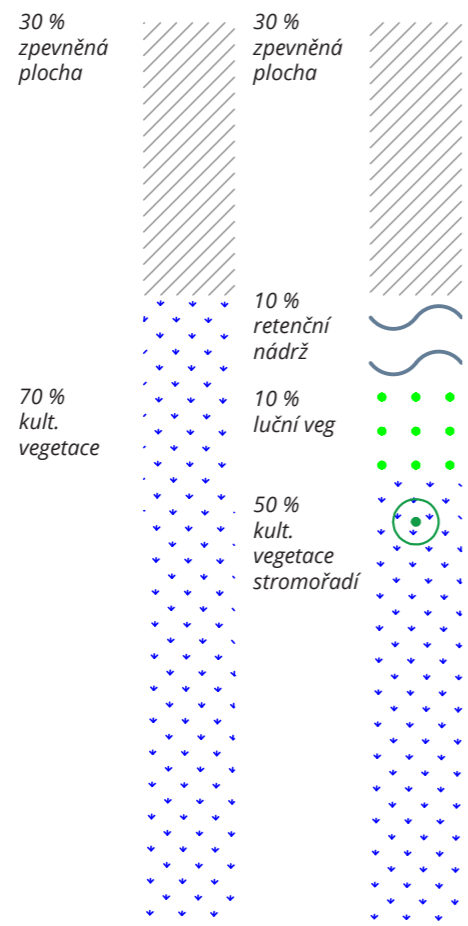 30 %
zpevněná
plocha
70 %
kult.
vegetace
30 %
zpevněná
plocha
10 %
retenční
nádrž
10 %
luční veg
50 %
kult.
vegetace
stromořadí